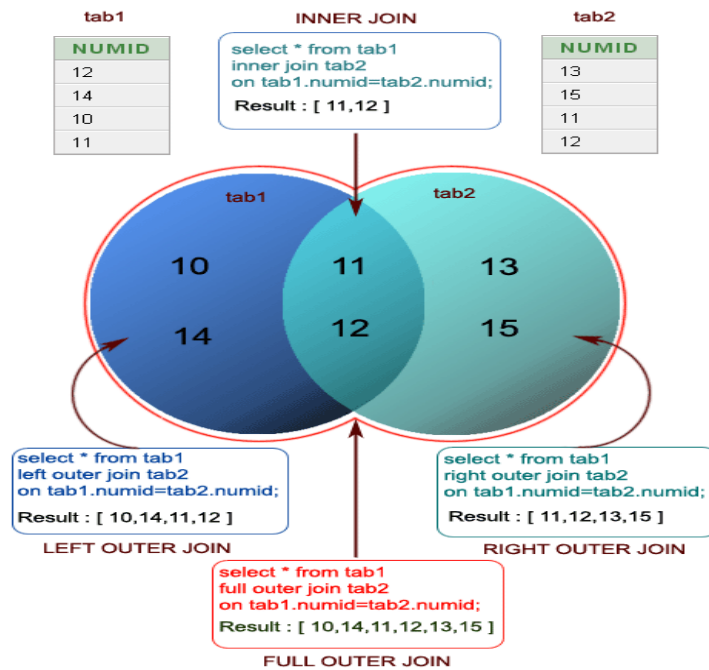 tab1
INNER JOIN
tab2
NUMID
12
14
10
11
select * from tab1
inner join tab2
on tab1.numid=tab2.numid;
Result : [ 11,12 ]
NUMID
13
15
11
12
tab1
tab2
10
11
13
14
12
15
select * from tab1
left outer join tab2
on tab1.numid=tab2.numid;
Result : [ 10,14,11,12 ]
LEFT OUTER JOIN
select * from tab1
right outer join tab2
on tab1.numid=tab2.numid;
Result : [ 11,12,13,15 ]
RIGHT OUTER JOIN
select * from tab1
full outer join tab2
on tab1.numid=tab2.numid;
Result : [ 10,14,11,12,13,15 ]
FULL OUTER JOIN